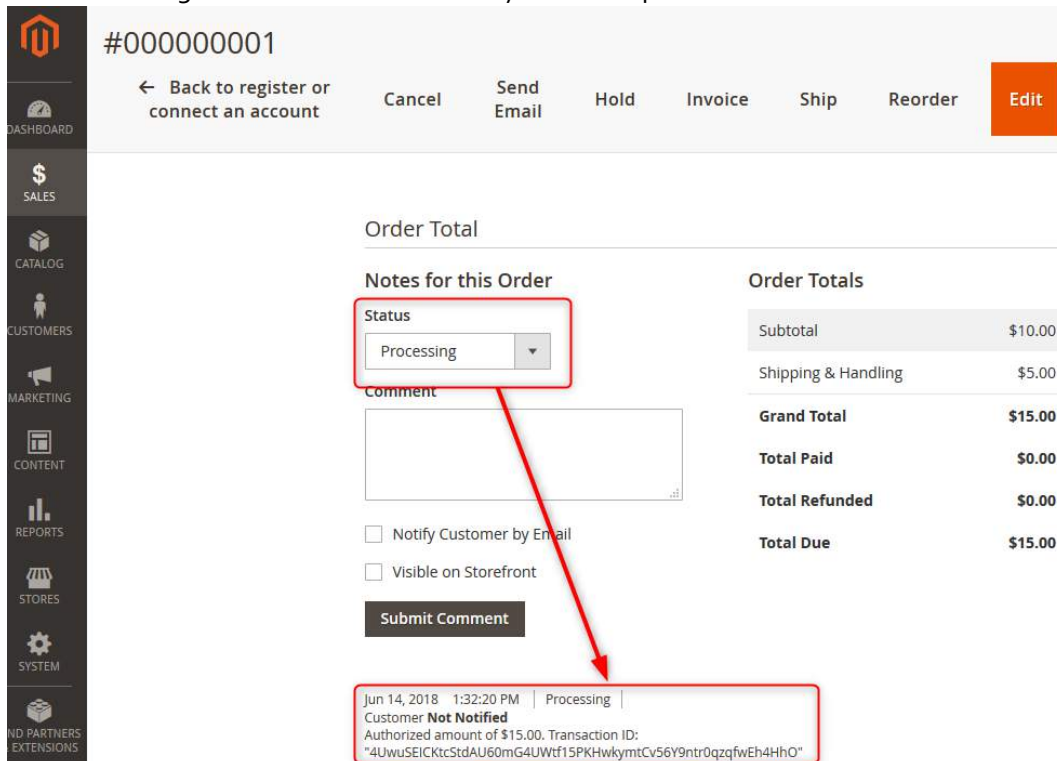 #000000001
← Back to register or
connect an account
Cancel
Send
Email
Hold
Invoice
Ship
Reorder
Edit
DASHBOARD
$
SALES
CATALOG
CUSTOMERS
MARKETING
CONTENT
REPORTS
STORES
SYSTEM
ND PARTNERS
EXTENSIONS
Order Total
Notes for this Order
Status
Processing
Comment
Notify Customer by Email
Visible on Storefront
Submit Comment
Order Totals
Subtotal $10.00
Shipping & Handling $5.00
Grand Total $15.00
Total Paid $0.00
Total Refunded $0.00
Total Due $15.00
Jun 14, 2018 1:32:20 PM | Processing |
Customer Not Notified
Authorized amount of $15.00. Transaction ID:
"4UwuSEICKtcStdAU60mG4UWtf15PKHwkymtCv56Y9ntr0qzqfwEh4HhO"